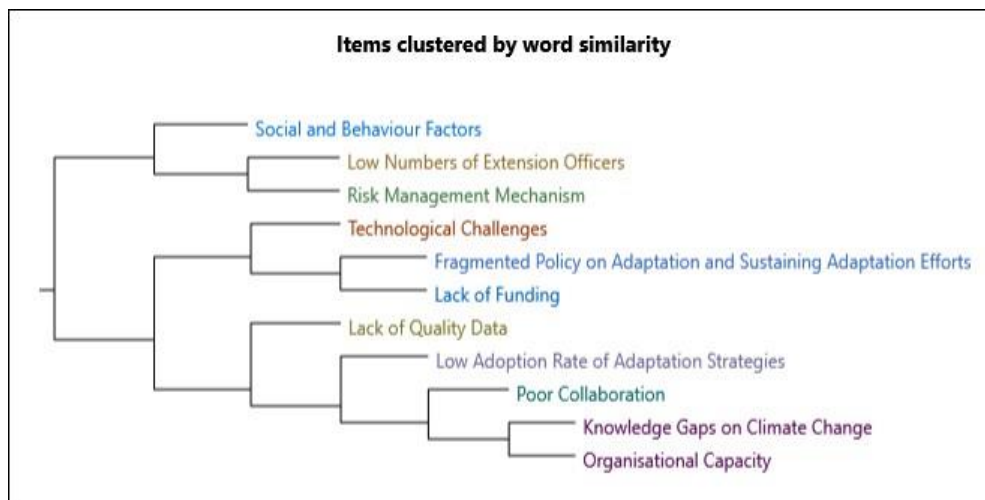 Items clustered by word similarity
Social and Behaviour Factors
Low Numbers of Extension Officers
Risk Management Mechanism
Technological Challenges
Fragmented Policy on Adaptation and Sustaining Adaptation Efforts
Lack of Funding
Lack of Quality Data
Low Adoption Rate of Adaptation Strategies
Poor Collaboration
Knowledge Gaps on Climate Change
Organisational Capacity